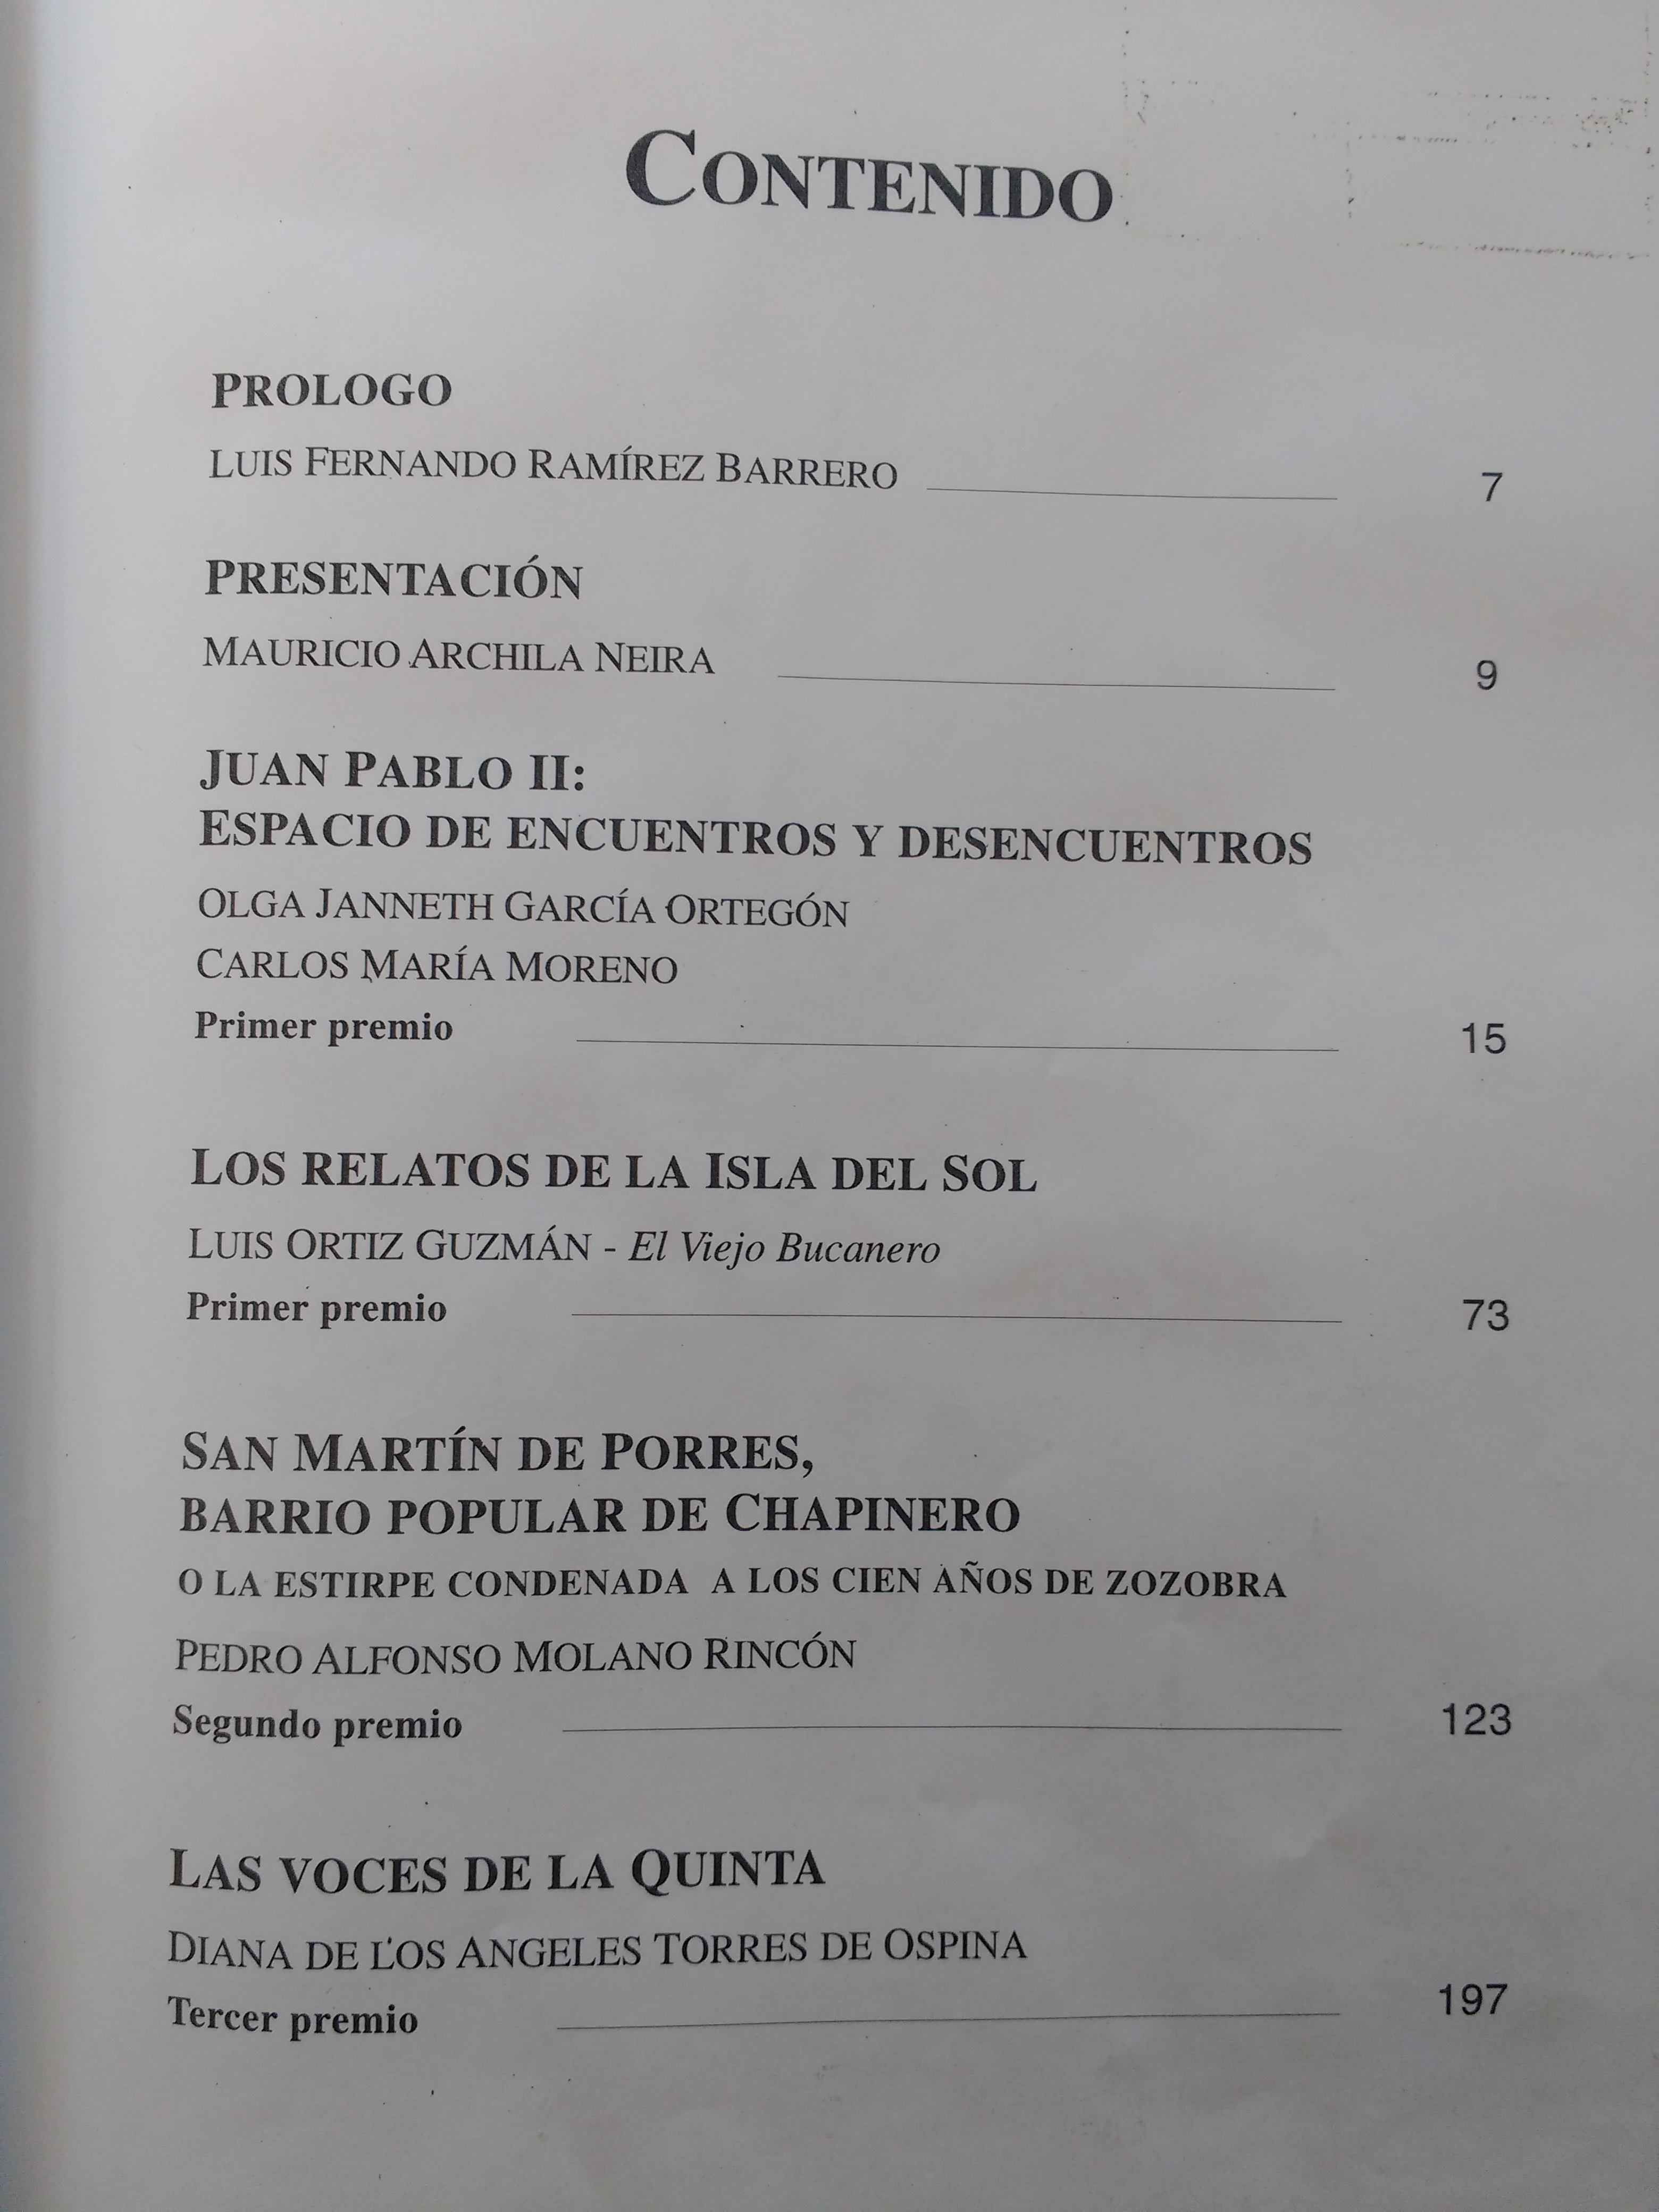 CONTENIDO
PROLOGO
LUIS FERNANDO RAMÍREZ BARRERO 7
PRESENTACIÓN
MAURICIO ARCHILA NEIRA 9
JUAN PABLO II:
ESPACIO DE ENCUENTROS Y DESENCUENTROS
OLGA JANNETH GARCÍA ORTEGÓN
CARLOS MARÍA MORENO
Primer premio 15
LOS RELATOS DE LA ISLA DEL SOL
LUIS ORTIZ GUZMÁN - El Viejo Bucanero
Primer premio 73
SAN MARTÍN DE PORRES,
BARRIO POPULAR DE CHAPINERO
O LA ESTIRPE CONDENADA A LOS CIEN AÑOS DE ZOZOBRA
PEDRO ALFONSO MOLANO RINCÓN
Segundo premio 123
LAS VOCES DE LA QUINTA
DIANA DE LOS ANGELES TORRES DE OSPINA
Tercer premio 197